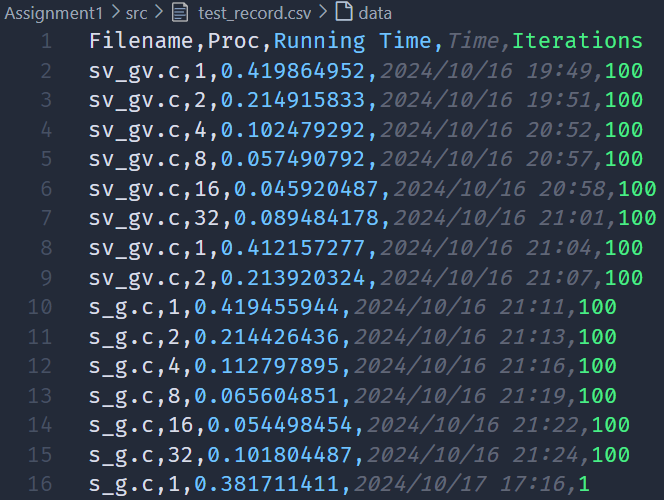 Assignment1 > src > test_record.csv > data
1 Filename,Proc,Running Time,Time,Iterations
2 sv_gv.c,1,0.419864952,2024/10/16 19:49,100
3 sv_gv.c,2,0.214915833,2024/10/16 19:51,100
4 sv_gv.c,4,0.102479292,2024/10/16 20:52,100
5 sv_gv.c,8,0.057490792,2024/10/16 20:57,100
6 sv_gv.c,16,0.045920487,2024/10/16 20:58,100
7 sv_gv.c,32,0.089484178,2024/10/16 21:01,100
8 sv_gv.c,1,0.412157277,2024/10/16 21:04,100
9 sv_gv.c,2,0.213920324,2024/10/16 21:07,100
10 s_g.c,1,0.419455944,2024/10/16 21:11,100
11 s_g.c,2,0.214426436,2024/10/16 21:13,100
12 s_g.c,4,0.112797895,2024/10/16 21:16,100
13 s_g.c,8,0.065604851,2024/10/16 21:19,100
14 s_g.c,16,0.054498454,2024/10/16 21:22,100
15 s_g.c,32,0.101804487,2024/10/16 21:24,100
16 s_g.c,1,0.381711411,2024/10/17 17:16,1